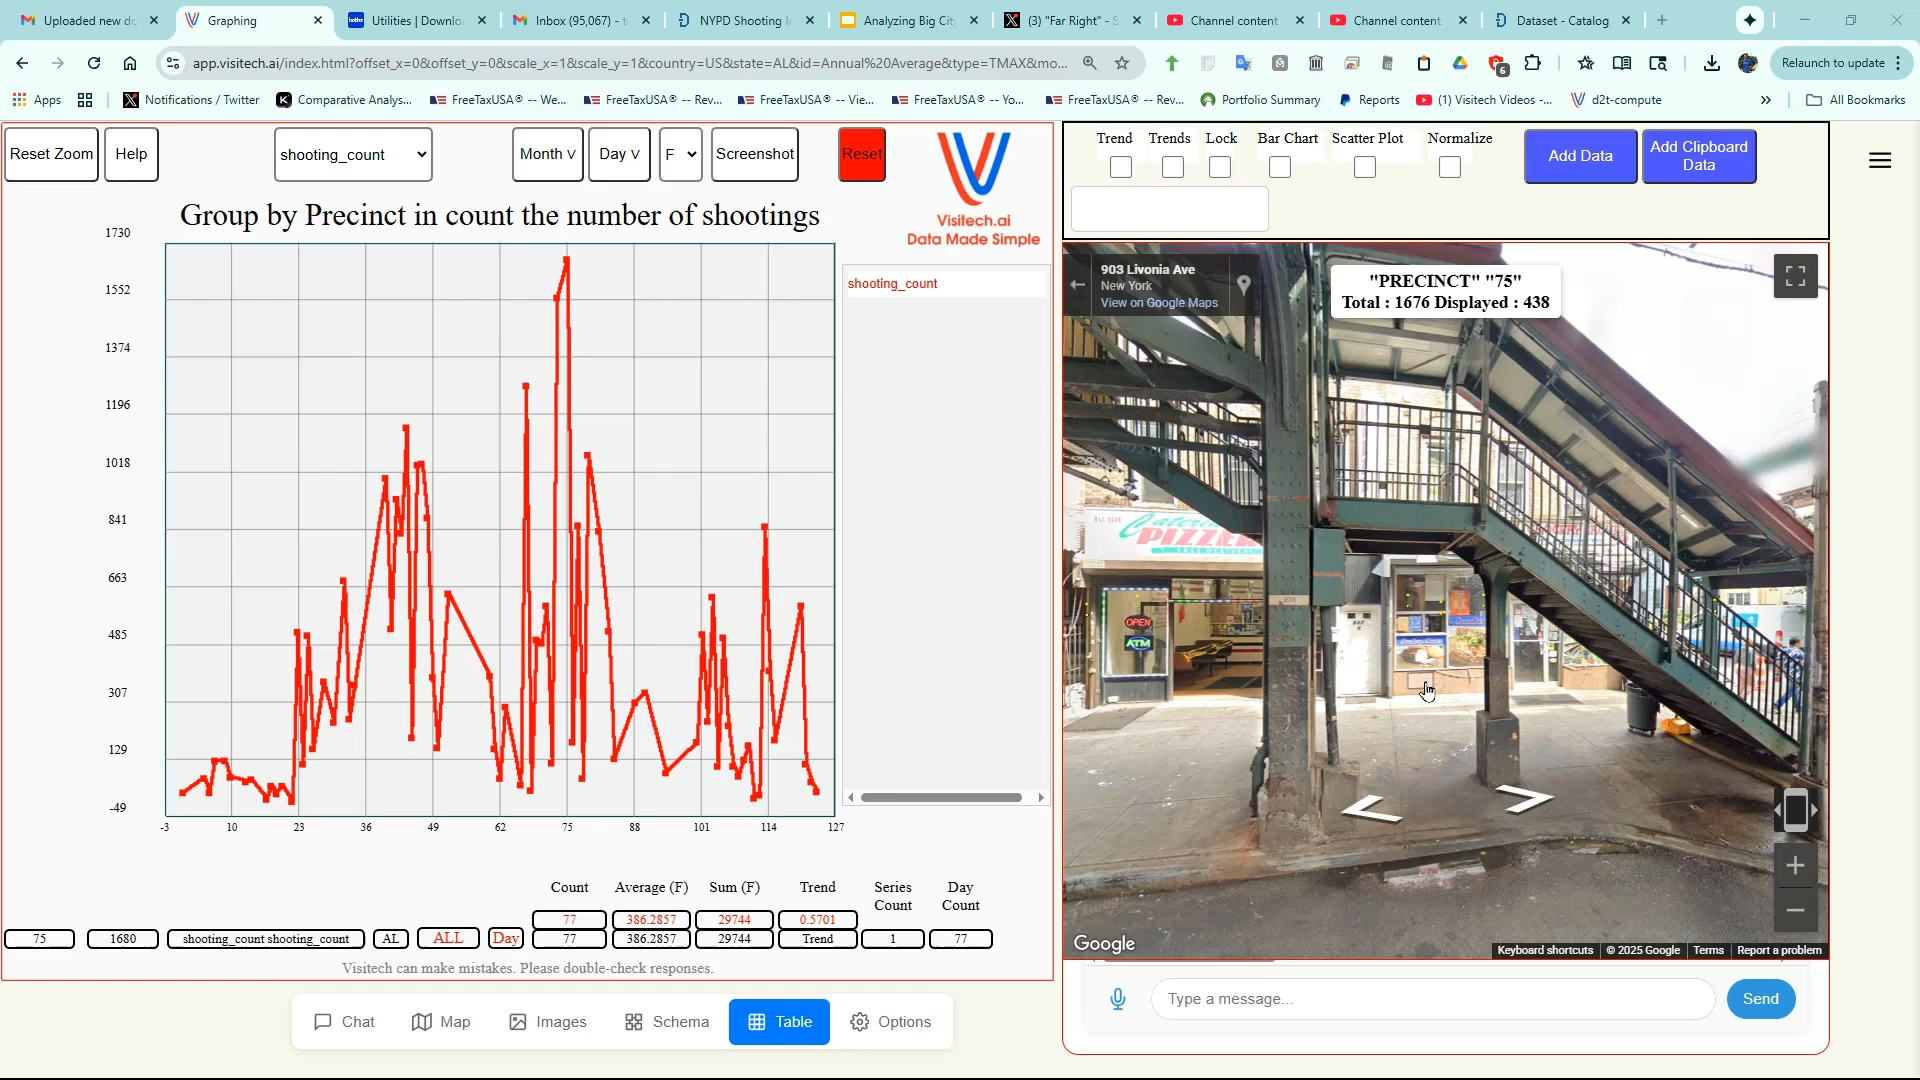 Uploaded new do
Graphing
Utilities | Downlo
Inbox (95,067) - t
NYPD Shooting I
Analyzing Big Cit
(3) "Far Right" - S
Channel content
Channel content
Dataset - Catalog
app.visitech.ai/index.html?offset_x=0&offset_y=0&scale_x=1&scale_y=1&country=US&state=AL&id=Annual%20Average&type=TMAX&mo...
6
Relaunch to update
Apps
Notifications / Twitter
Comparative Analys...
FreeTaxUSA® -- We...
FreeTaxUSA® -- Rev...
FreeTaxUSA® -- Vie...
FreeTaxUSA® -- Yo...
FreeTaxUSA® -- Rev...
Portfolio Summary
Reports
(1) Visitech Videos -...
d2t-compute
All Bookmarks
Reset Zoom
Help
shooting_count
Month V
Day V
F
Screenshot
Reset
Visitech.ai
Data Made Simple
Trend
Trends
Lock
Bar Chart
Scatter Plot
Normalize
Add Data
Add Clipboard
Data
Group by Precinct in count the number of shootings
shooting_count
1730
1552
1374
1196
1018
841
663
485
307
129
-49
-3
10
23
36
49
62
75
88
101
114
127
903 Livonia Ave
New York
View on Google Maps
"PRECINCT" "75"
Total : 1676 Displayed : 438
PIZZE
OPEN
ATM
Google
Keyboard shortcuts
© 2025 Google
Terms
Report a problem
Count
Average (F)
Sum (F)
Trend
Series
Count
Day
Count
77
386.2857
29744
0.5701
75
1680
shooting_count shooting_count
AL
ALL
Day
77
386.2857
29744
Trend
1
77
Visitech can make mistakes. Please double-check responses.
Chat
Map
Images
Schema
Table
Options
Type a message...
Send